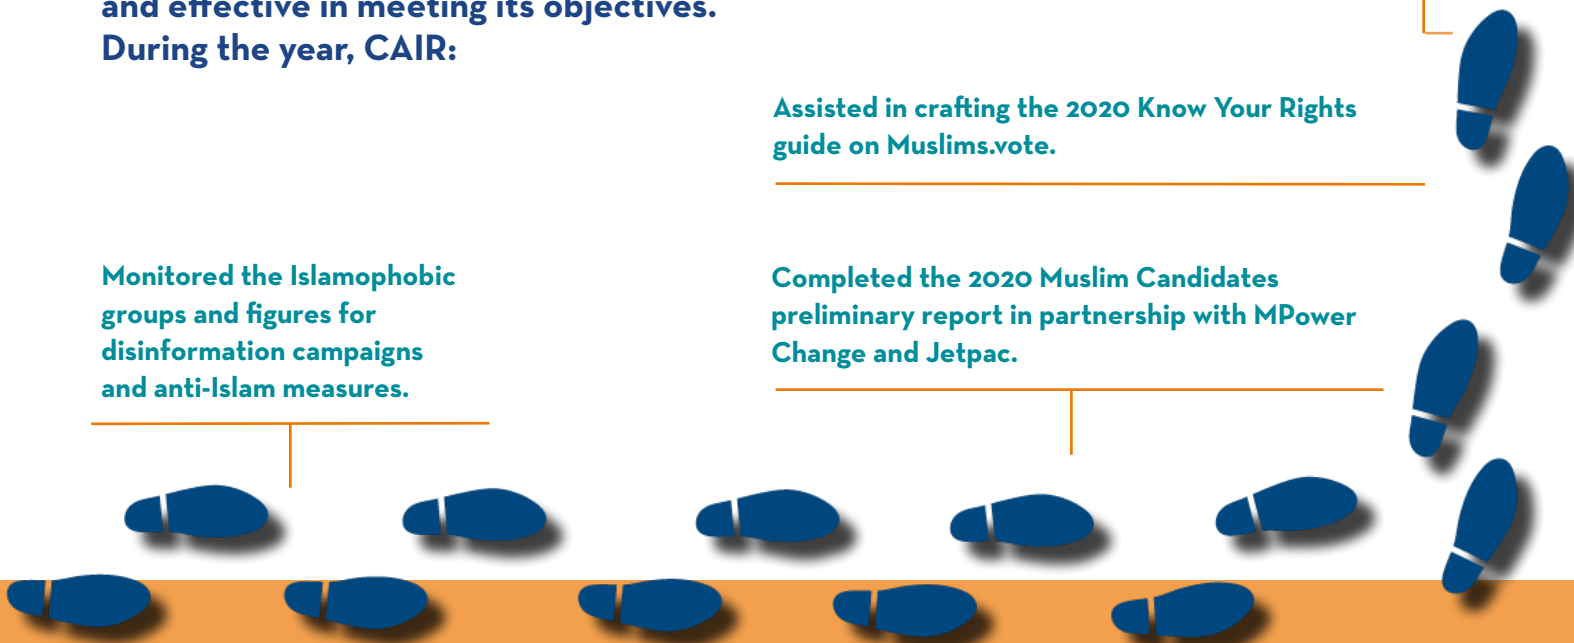 and effective in meeting its objectives.
During the year, CAIR:
Assisted in crafting the 2020 Know Your Rights
guide on Muslims.vote.
Monitored the Islamophobic
groups and figures for
disinformation campaigns
and anti-Islam measures.
Completed the 2020 Muslim Candidates
preliminary report in partnership with MPower
Change and Jetpac.